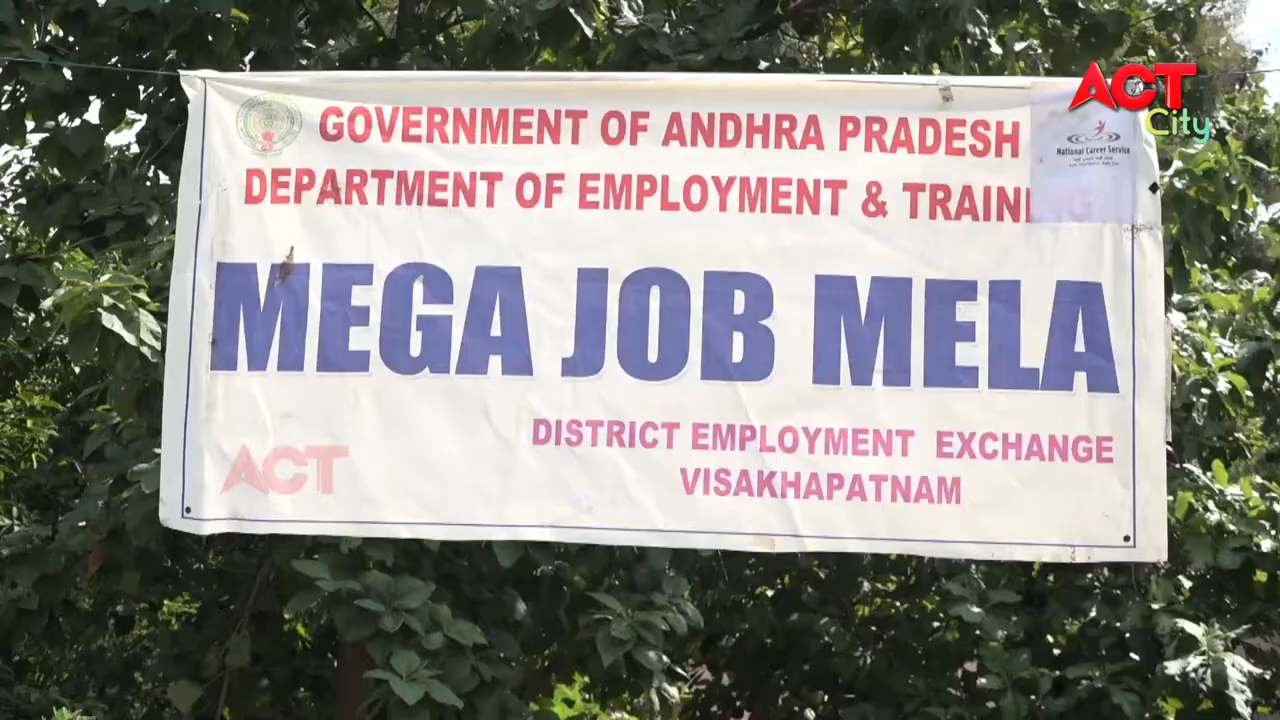 ACT
City
GOVERNMENT OF ANDHRA PRADESH
National Career Service
DEPARTMENT OF EMPLOYMENT & TRAINING
MEGA JOB MELA
DISTRICT EMPLOYMENT EXCHANGE
VISAKHAPATNAM
ACT